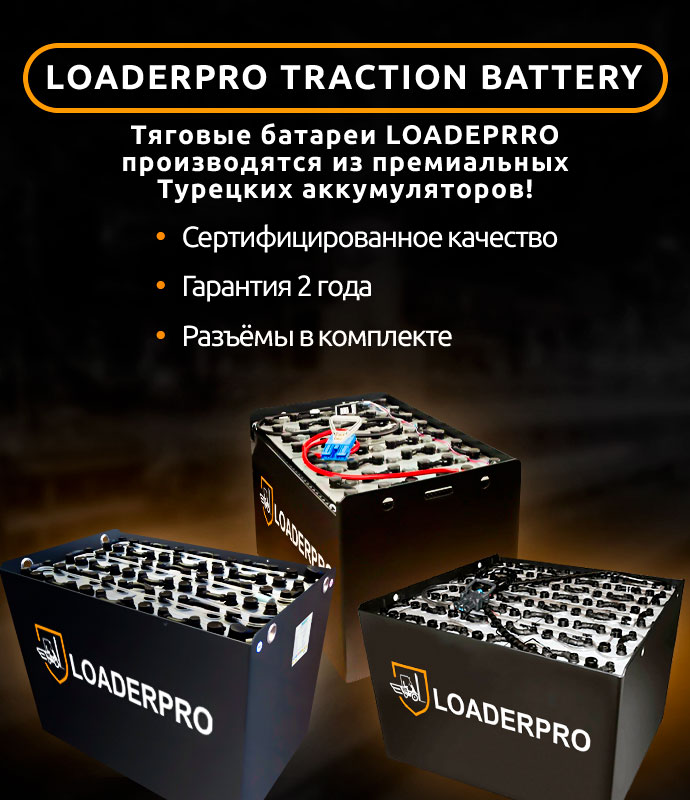 LOADERPRO TRACTION BATTERY
Тяговые батареи LOADEPRRO
производятся из премиальных
Турецких аккумуляторов!
• Сертифицированное качество
• Гарантия 2 года
• Разъёмы в комплекте
LOADERPRO
LOADERPRO
LOADERPRO